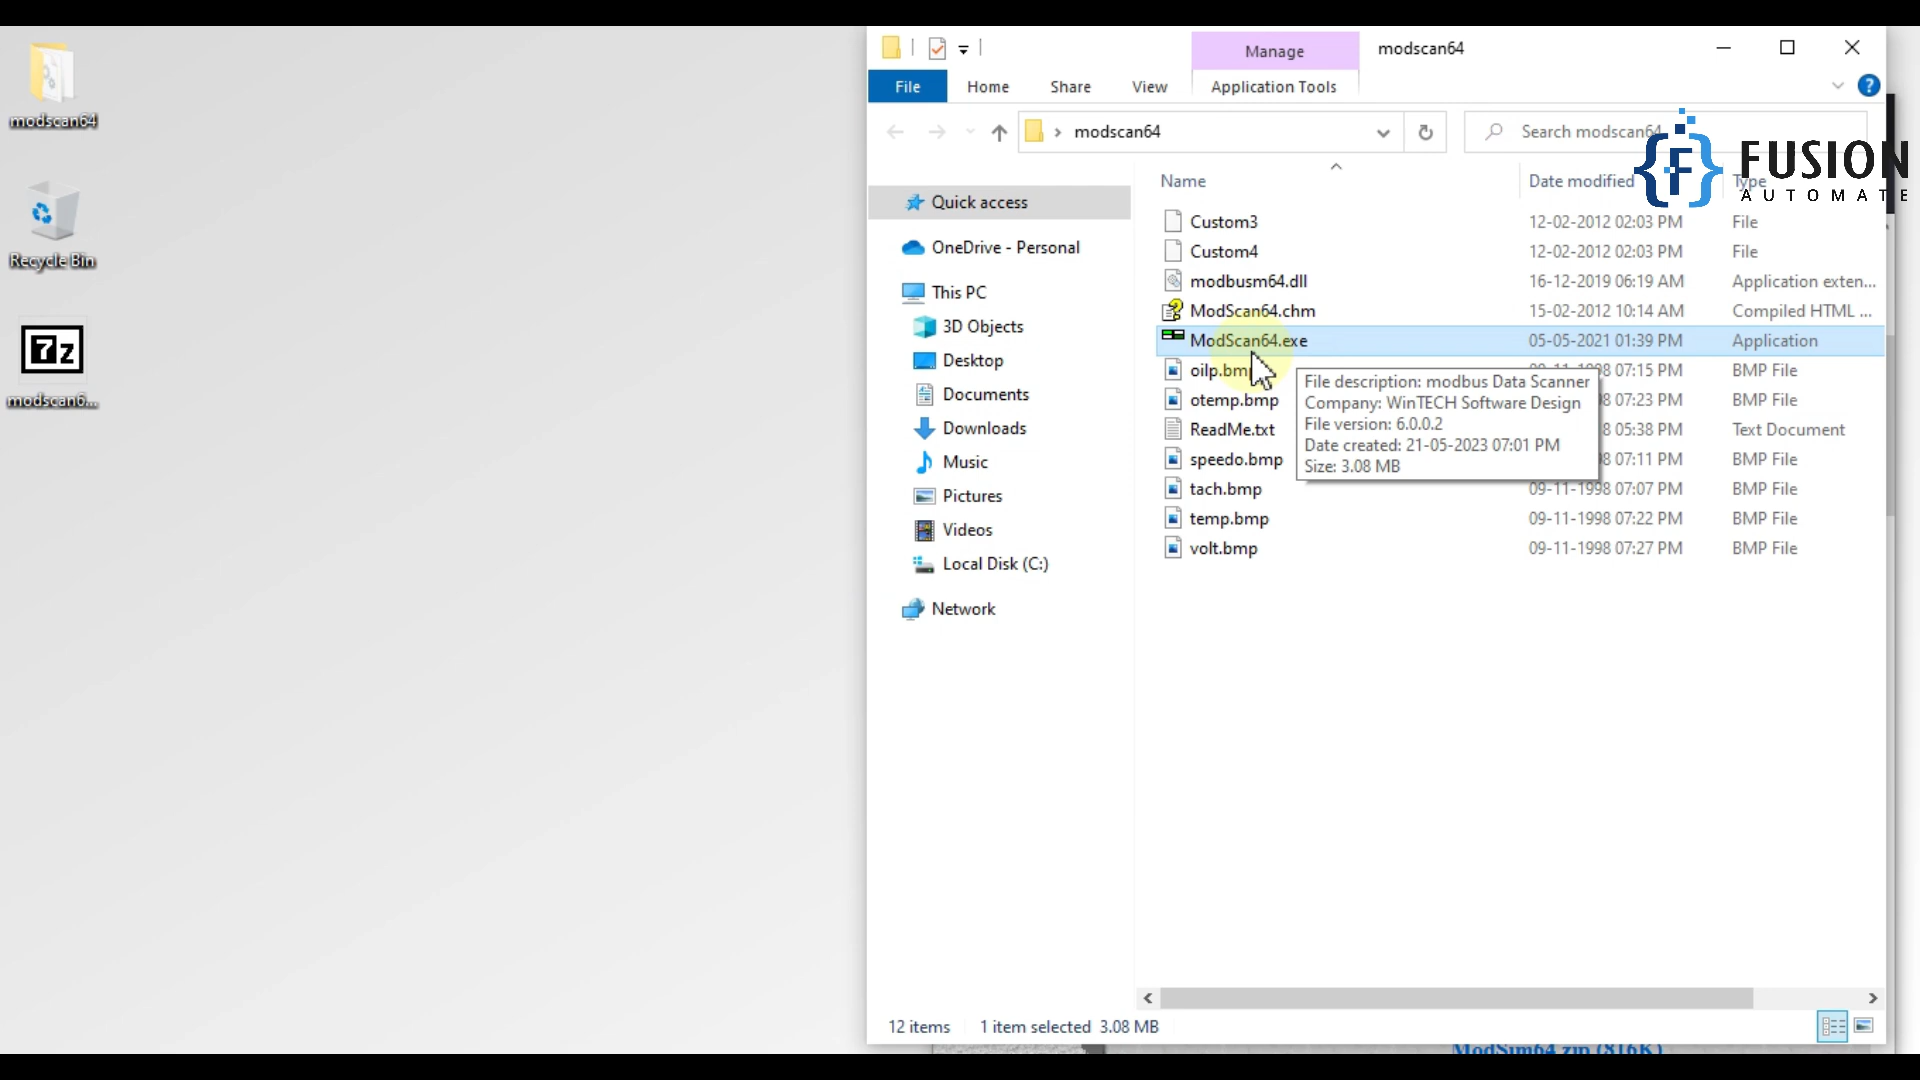 modscan64
Recycle Bin
7z
modscan6...
Manage
modscan64
File
Home
Share
View
Application Tools
?
modscan64
Search modscan64
{F} FUSION
AUTOMATE
Name
Date modified
Type
Quick access
OneDrive - Personal
This PC
3D Objects
Desktop
Documents
Downloads
Music
Pictures
Videos
Local Disk (C:)
Network
Custom3 12-02-2012 02:03 PM File
Custom4 12-02-2012 02:03 PM File
modbusm64.dll 16-12-2019 06:19 AM Application exten...
ModScan64.chm 15-02-2012 10:14 AM Compiled HTML ...
ModScan64.exe 05-05-2021 01:39 PM Application
oilp.bmp 07:15 PM BMP File
otemp.bmp 8 07:23 PM BMP File
ReadMe.txt 8 05:38 PM Text Document
speedo.bmp 8 07:11 PM BMP File
tach.bmp 09-11-1998 07:07 PM BMP File
temp.bmp 09-11-1998 07:22 PM BMP File
volt.bmp 09-11-1998 07:27 PM BMP File
File description: modbus Data Scanner
Company: WinTECH Software Design
File version: 6.0.0.2
Date created: 21-05-2023 07:01 PM
Size: 3.08 MB
12 items 1 item selected 3.08 MB
ModSim64.zip (816K)